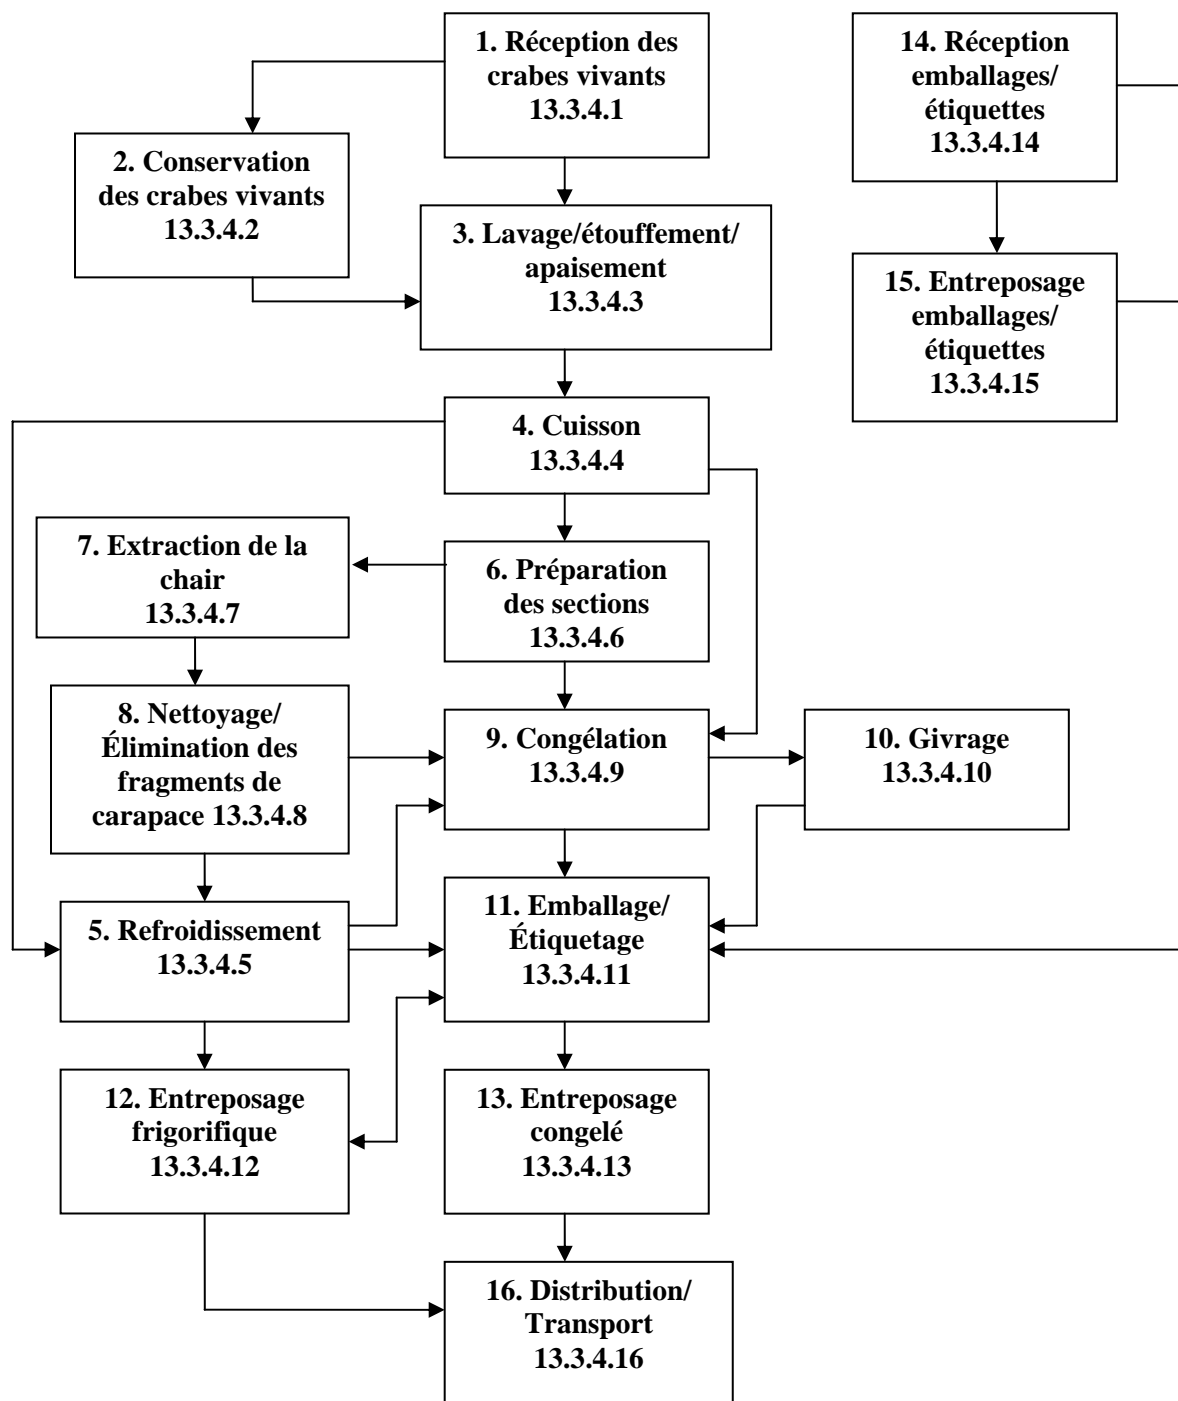 1. Réception des
crabes vivants
13.3.4.1
14. Réception
emballages/
étiquettes
13.3.4.14
2. Conservation
des crabes vivants
13.3.4.2
3. Lavage/étouffement/
apaisement
13.3.4.3
15. Entreposage
emballages/
étiquettes
13.3.4.15
4. Cuisson
13.3.4.4
7. Extraction de la
chair
13.3.4.7
6. Préparation
des sections
13.3.4.6
8. Nettoyage/
Élimination des
fragments de
carapace 13.3.4.8
9. Congélation
13.3.4.9
10. Givrage
13.3.4.10
5. Refroidissement
13.3.4.5
11. Emballage/
Étiquetage
13.3.4.11
12. Entreposage
frigorifique
13.3.4.12
13. Entreposage
congelé
13.3.4.13
16. Distribution/
Transport
13.3.4.16